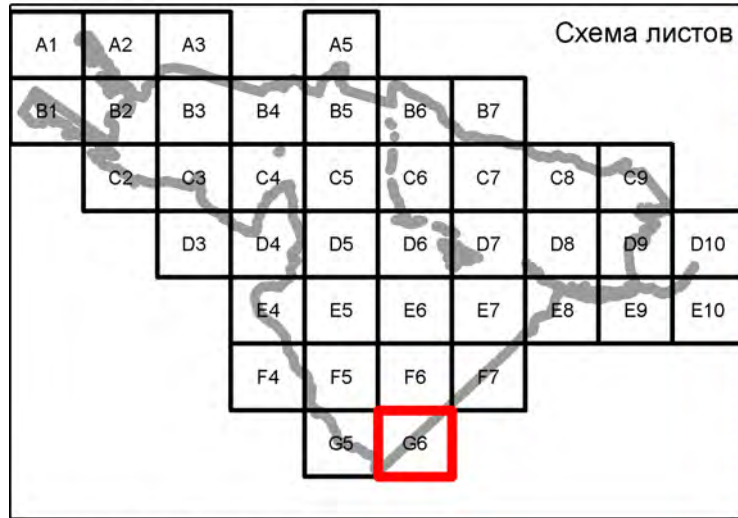 Схема листов
A1 A2 A3 A5
B1 B2 B3 B4 B5 B6 B7
C2 C3 C4 C5 C6 C7 C8 C9
D3 D4 D5 D6 D7 D8 D9 D10
E4 E5 E6 E7 E8 E9 E10
F4 F5 F6 F7
G5 G6